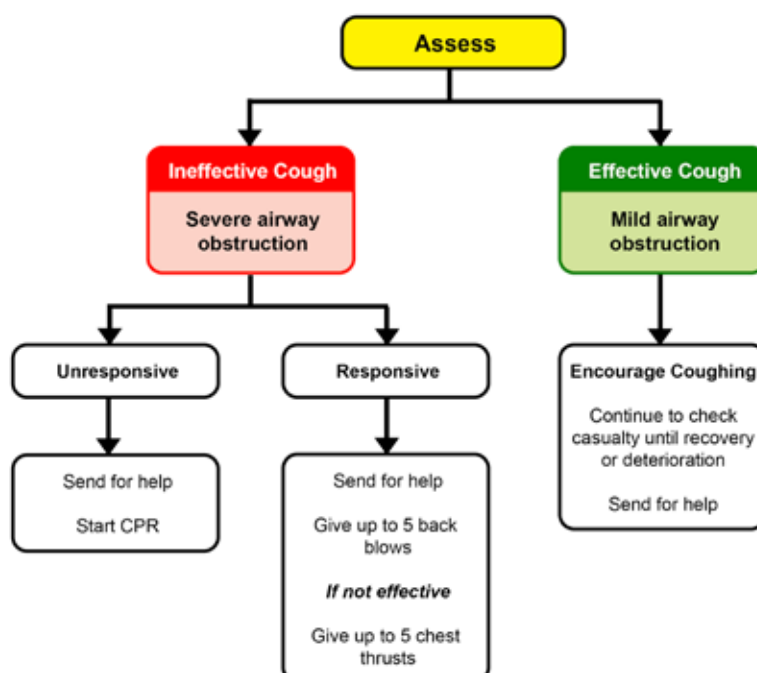 Assess
Ineffective Cough
Severe airway
obstruction
Effective Cough
Mild airway
obstruction
Unresponsive
Send for help
Start CPR
Responsive
Send for help
Give up to 5 back
blows
If not effective
Give up to 5 chest
thrusts
Encourage Coughing
Continue to check
casualty until recovery
or deterioration
Send for help